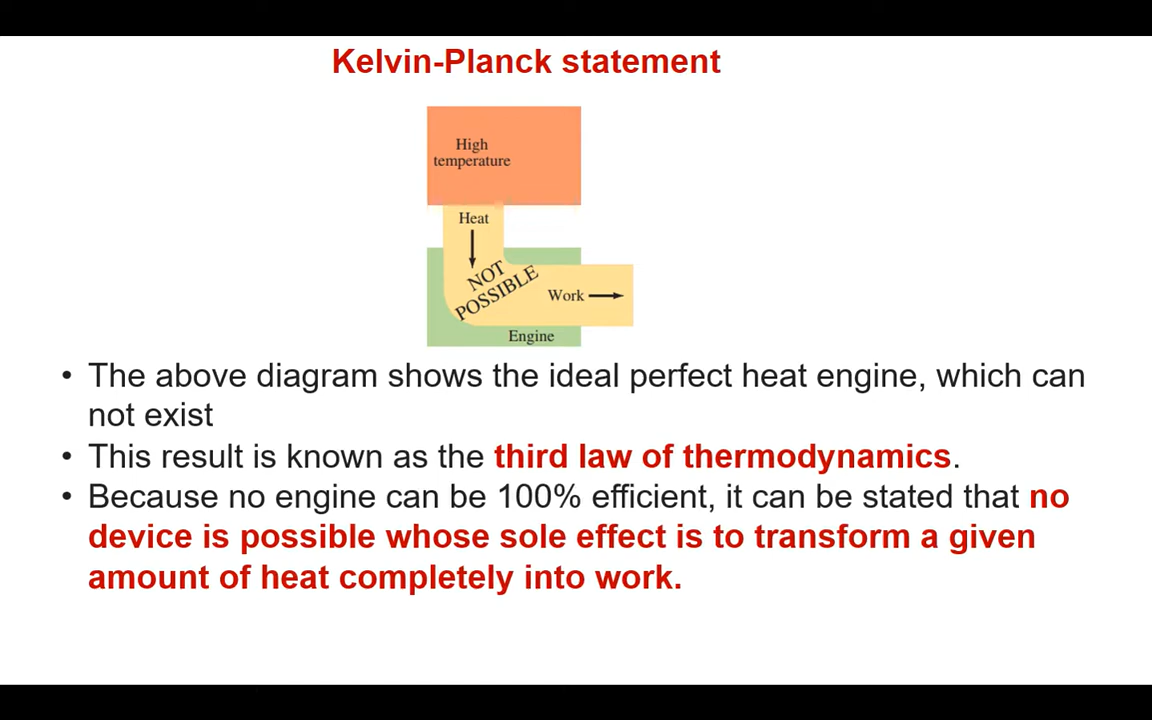 Kelvin-Planck statement
High
temperature
Heat
NOT
POSSIBLE
Work
Engine
• The above diagram shows the ideal perfect heat engine, which can
not exist
• This result is known as the third law of thermodynamics.
• Because no engine can be 100% efficient, it can be stated that no
device is possible whose sole effect is to transform a given
amount of heat completely into work.